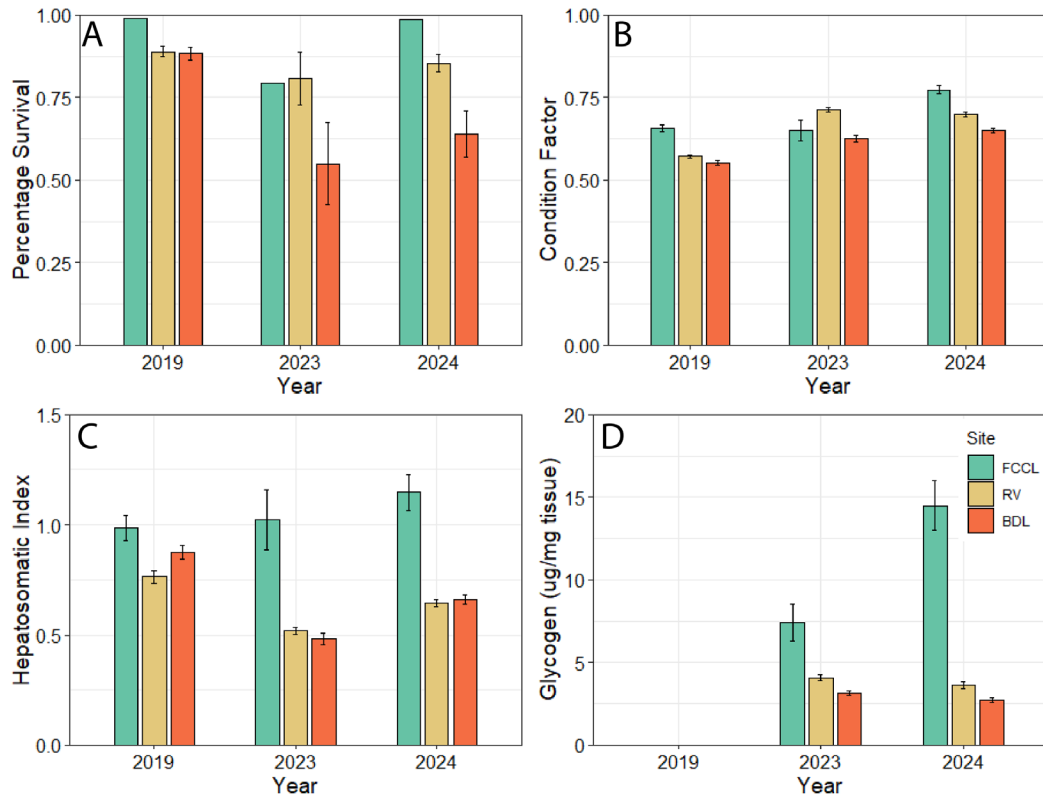 A
Percentage Survival
1.00
0.75
0.50
0.25
0.00
2019 2023 2024
Year
B
Condition Factor
1.00
0.75
0.50
0.25
0.00
2019 2023 2024
Year
C
Hepatosomatic Index
1.5
1.0
0.5
0.0
2019 2023 2024
Year
D
Glycogen (ug/mg tissue)
20
15
10
5
0
2019 2023 2024
Year
Site
FCCL
RV
BDL